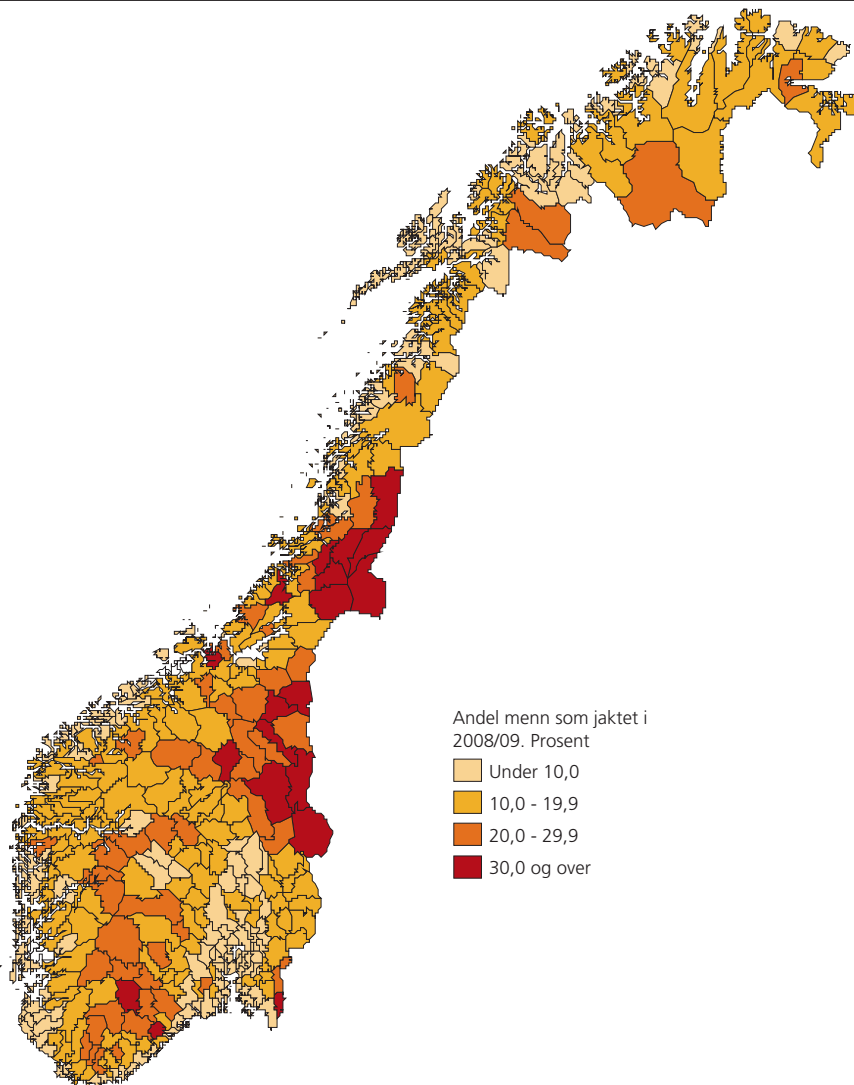 Andel menn som jaktet i
2008/09. Prosent
Under 10,0
10,0 - 19,9
20,0 - 29,9
30,0 og over